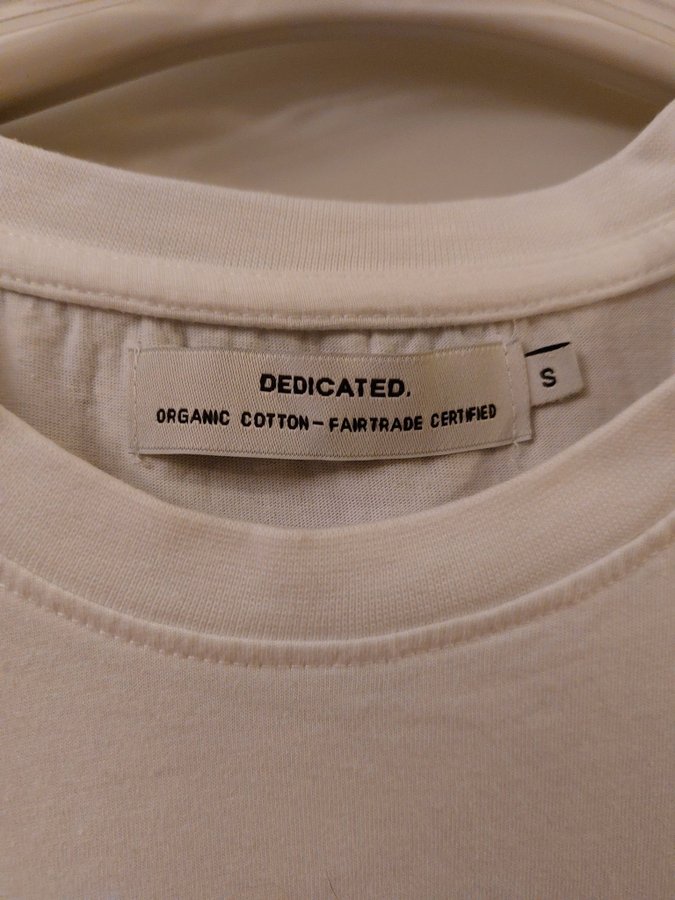 DEDICATED.
ORGANIC COTTON – FAIRTRADE CERTIFIED
S